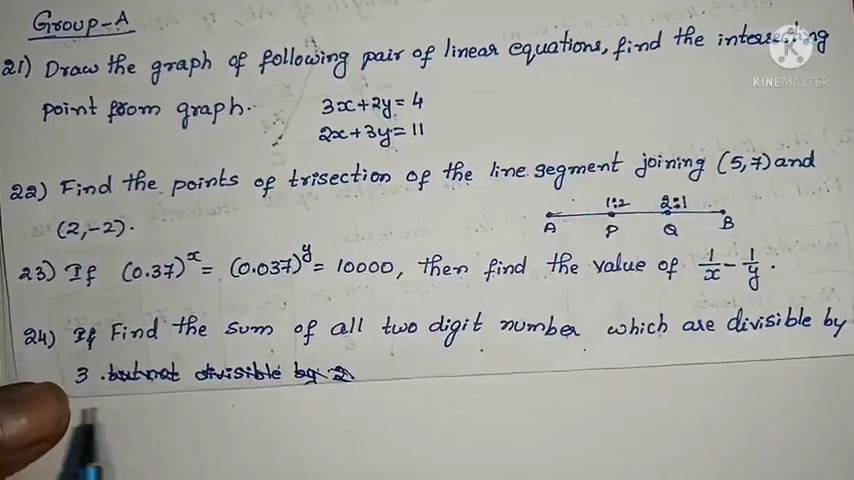 Group-A
21) Draw the graph of following pair of linear equations, find the intersecting
KINEMASTER
point from graph.
3x+2y=4
2x+3y=11
22) Find the points of trisection of the line segment joining (5,7) and
(2,-2).
1:2 2:1
A P Q B
23) If (0.37)^x = (0.037)^y = 10000, then find the value of 1/x - 1/y.
24) If Find the sum of all two digit number which are divisible by
3. but not divisible by 2